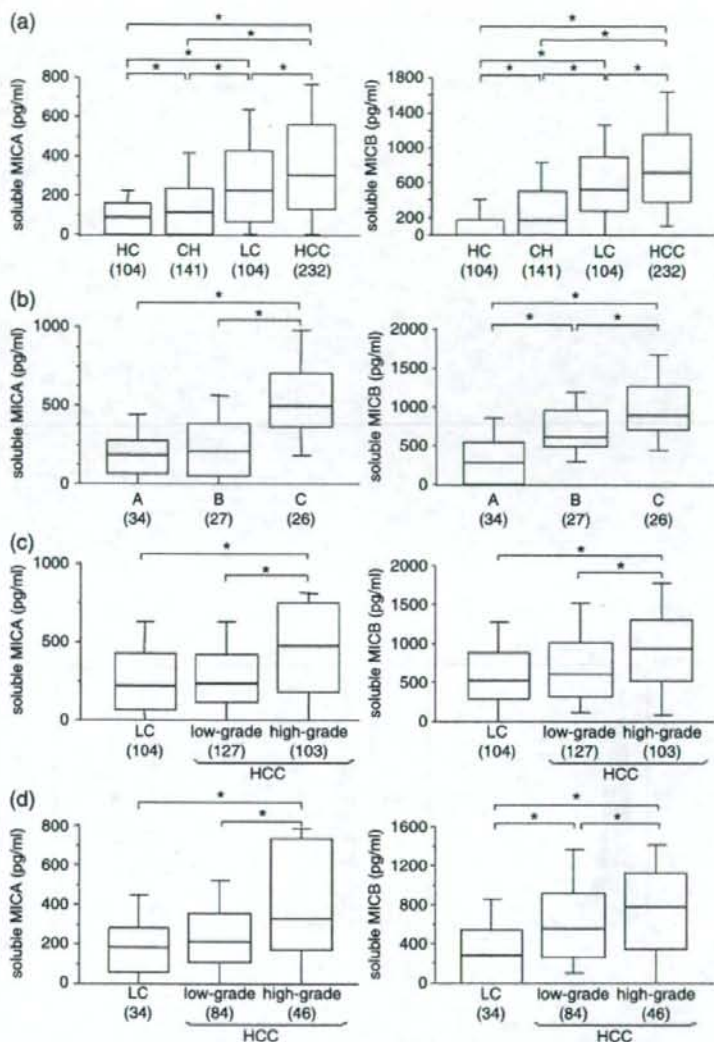 (a)
* *
* *
* *
* * * * * *
soluble MICA (pg/ml) 800 600 400 200 0
soluble MICB (pg/ml) 1800 1400 1000 600 200 0
HC CH LC HCC HC CH LC HCC
(104) (141) (104) (232) (104) (141) (104) (232)
(b)
* *
* * *
soluble MICA (pg/ml) 1000 500 0
soluble MICB (pg/ml) 2000 1500 1000 500 0
A B C A B C
(34) (27) (26) (34) (27) (26)
(c)
* *
* *
soluble MICA (pg/ml) 1000 500 0
soluble MICB (pg/ml) 2000 1500 1000 500 0
LC low-grade high-grade LC low-grade high-grade
(104) (127) (103) (104) (127) (103)
HCC HCC
(d)
* *
* * *
soluble MICA (pg/ml) 800 600 400 200 0
soluble MICB (pg/ml) 1600 1200 800 400 0
LC low-grade high-grade LC low-grade high-grade
(34) (84) (46) (34) (84) (46)
HCC HCC